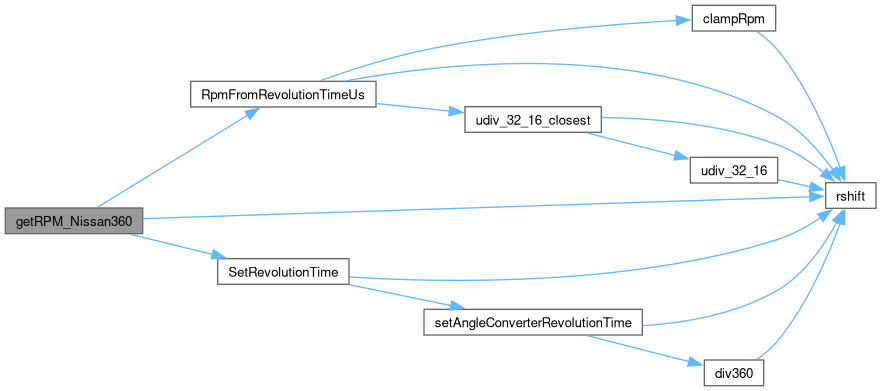 clampRpm
RpmFromRevolutionTimeUs
udiv_32_16_closest
udiv_32_16
rshift
getRPM_Nissan360
SetRevolutionTime
setAngleConverterRevolutionTime
div360